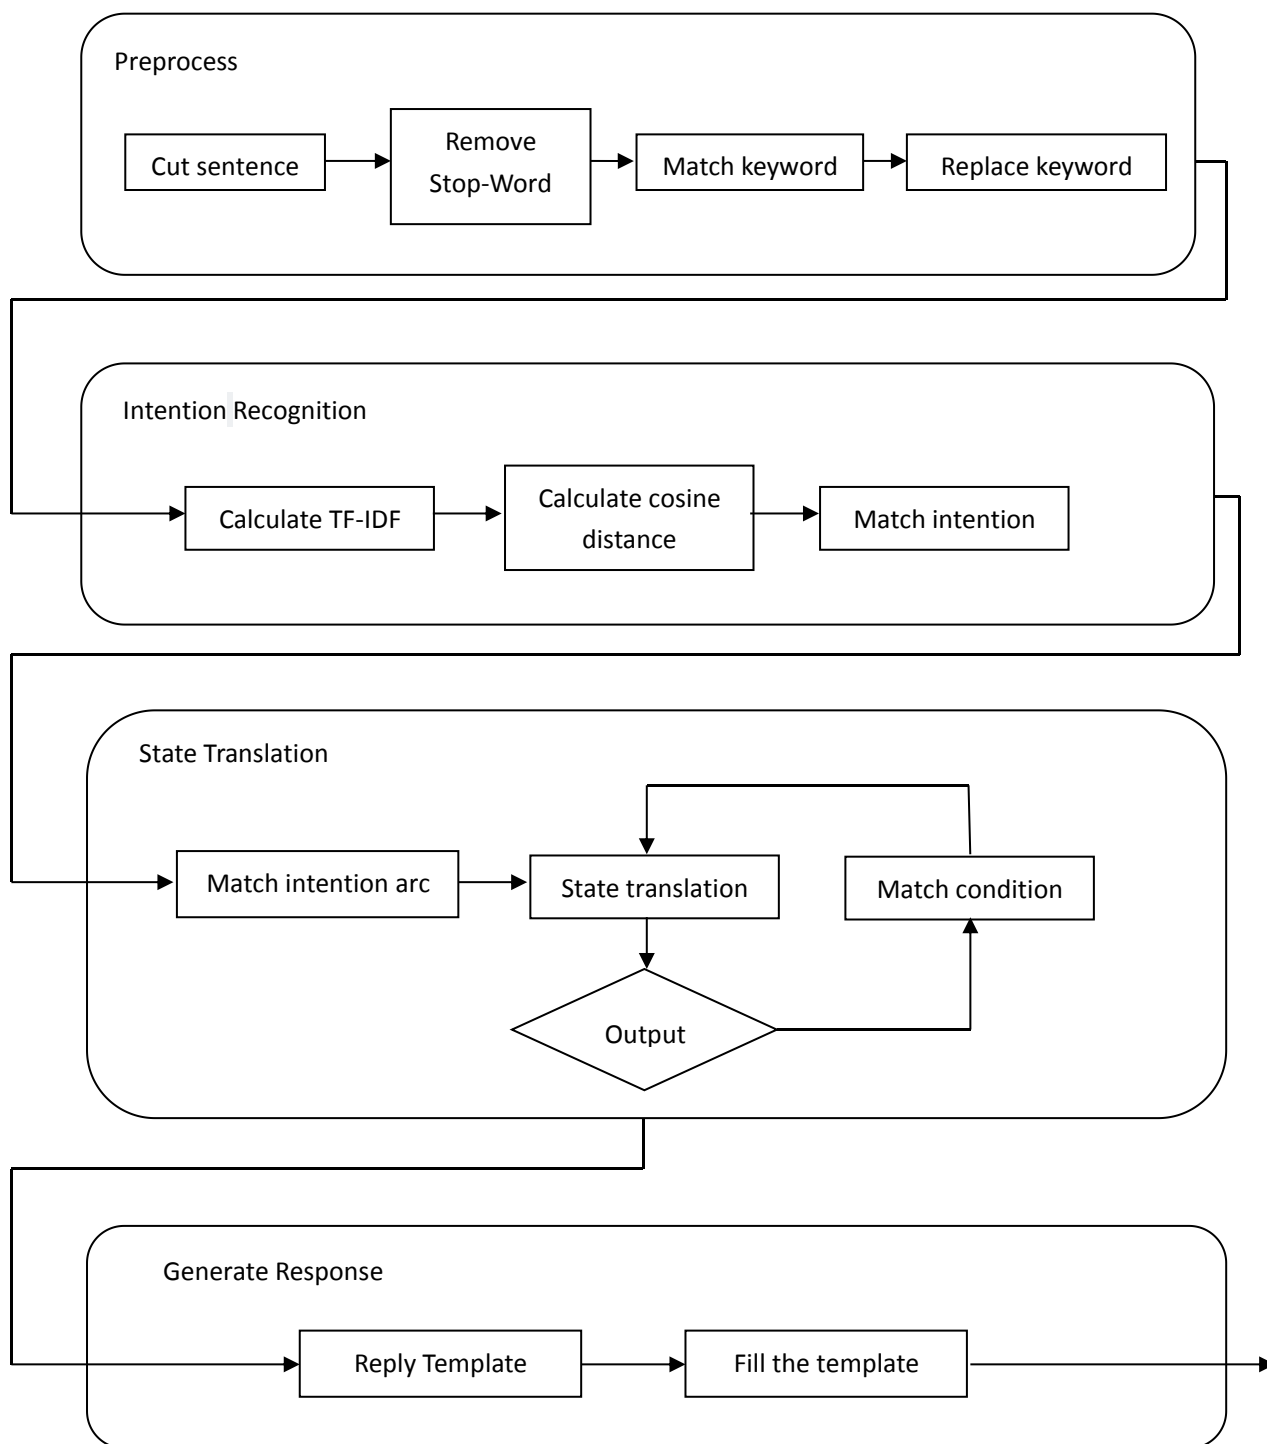 Preprocess
Cut sentence
Remove
Stop-Word
Match keyword
Replace keyword
Intention Recognition
Calculate TF-IDF
Calculate cosine
distance
Match intention
State Translation
Match intention arc
State translation
Match condition
Output
Generate Response
Reply Template
Fill the template